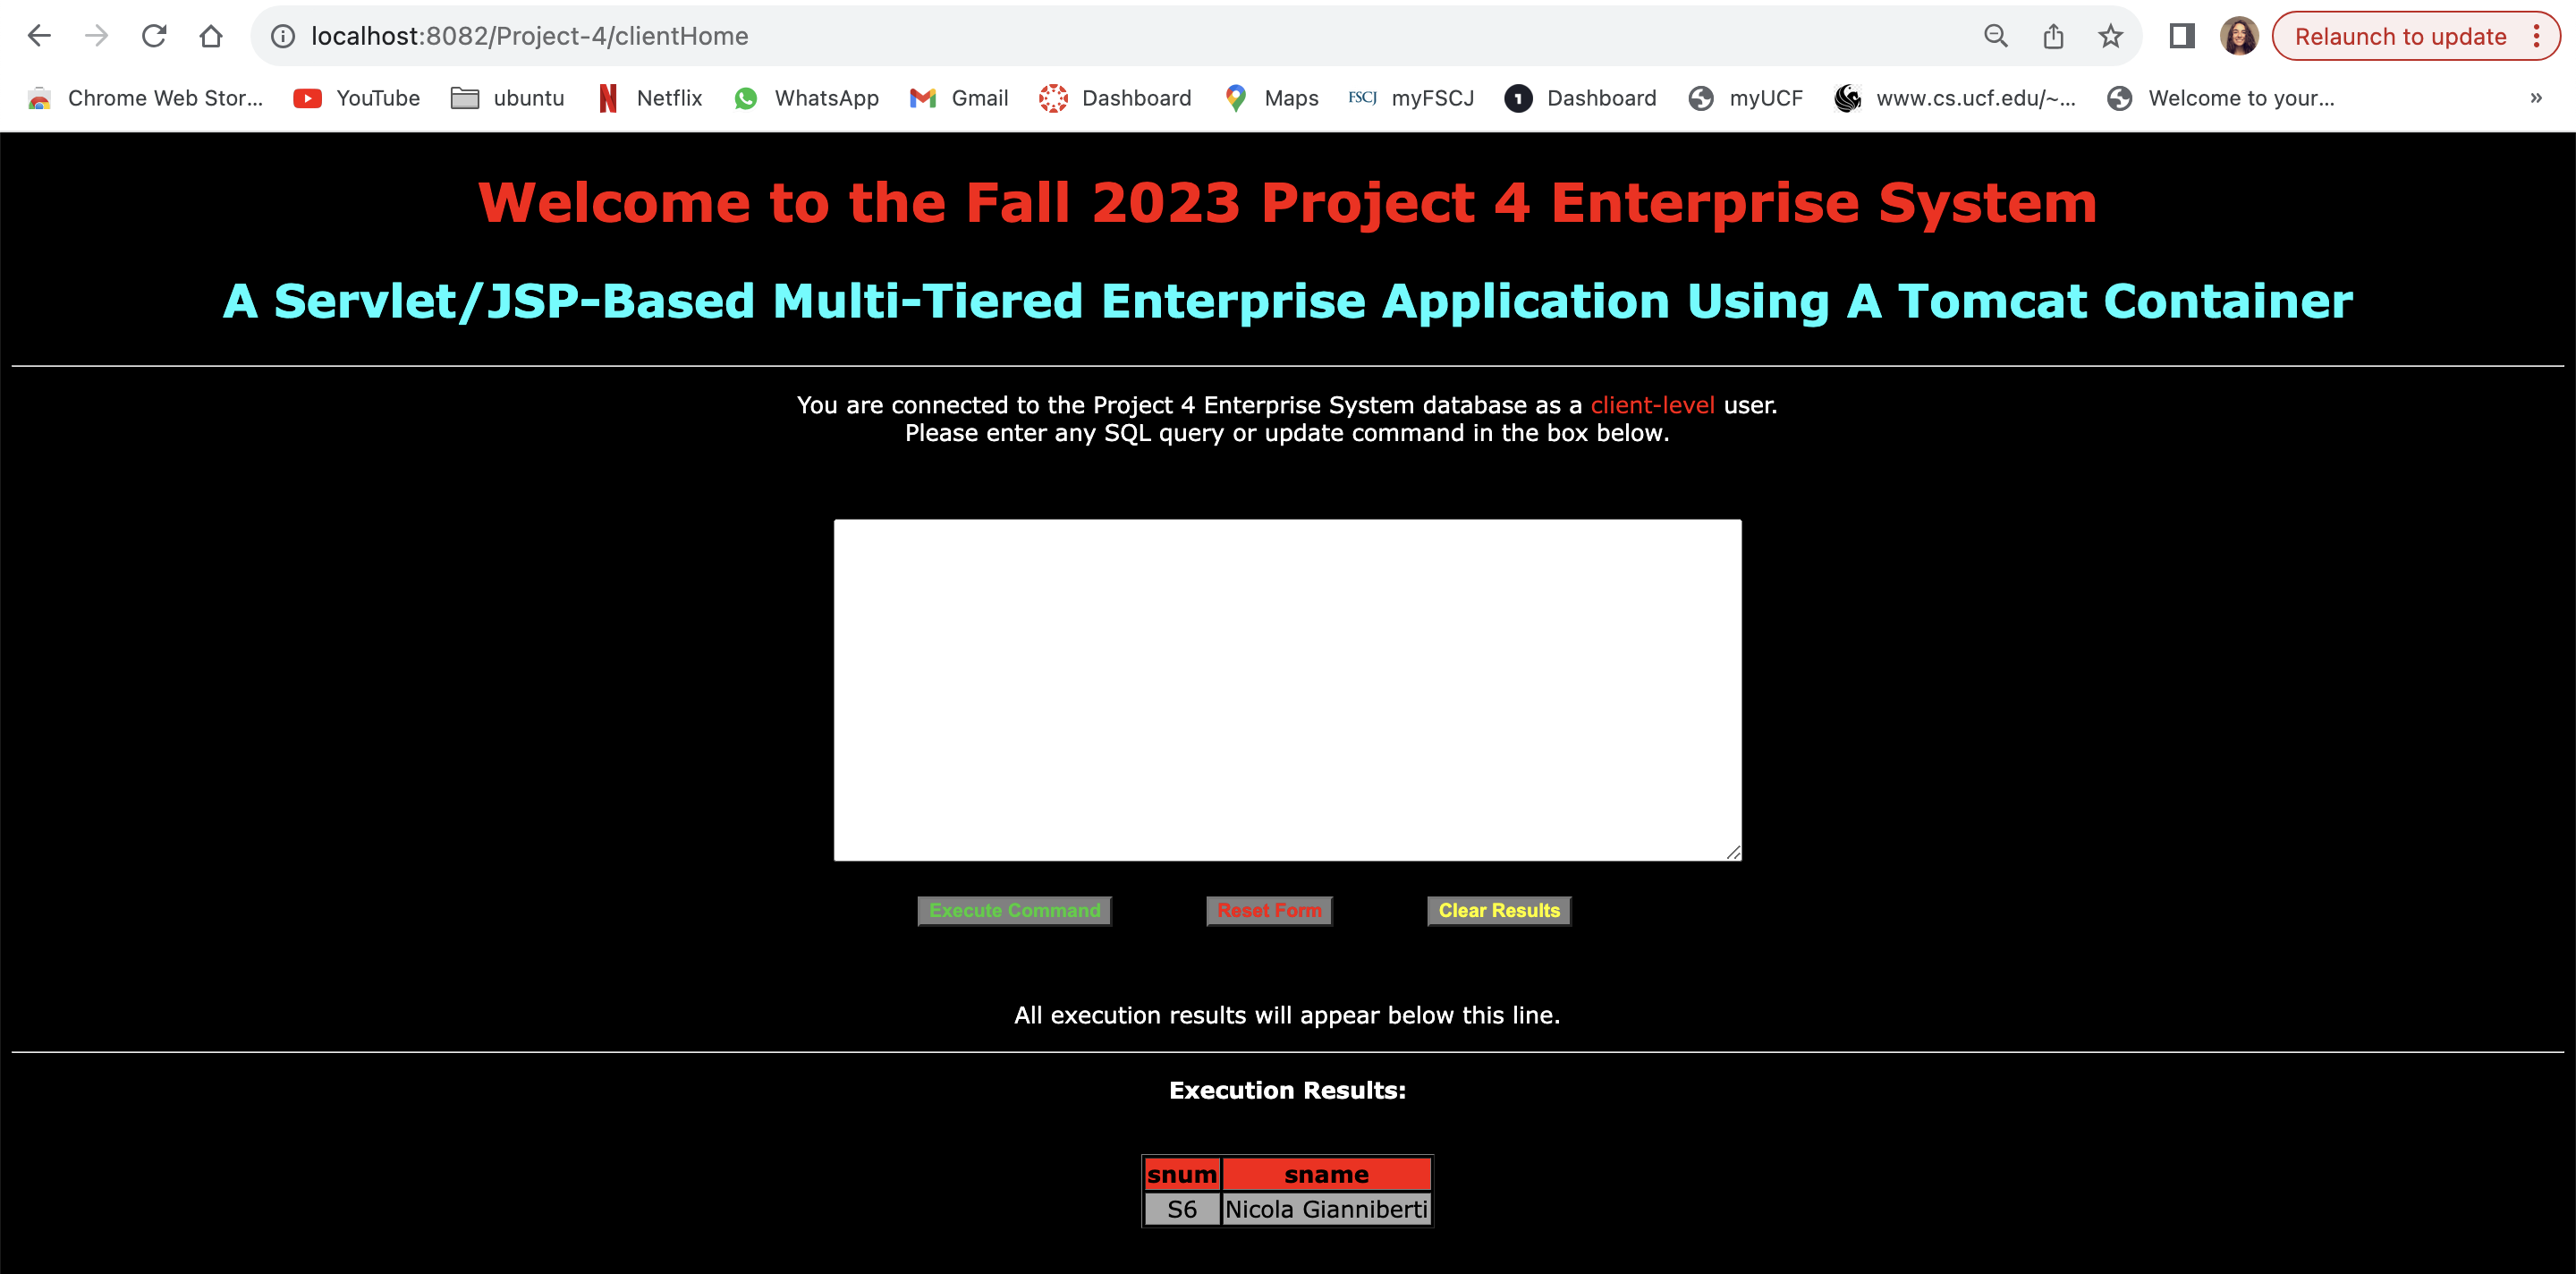 localhost:8082/Project-4/clientHome
Relaunch to update
Chrome Web Stor...
YouTube
ubuntu
Netflix
WhatsApp
Gmail
Dashboard
Maps
FSCJ myFSCJ
1 Dashboard
myUCF
www.cs.ucf.edu/~...
Welcome to your...
»
Welcome to the Fall 2023 Project 4 Enterprise System
A Servlet/JSP-Based Multi-Tiered Enterprise Application Using A Tomcat Container
You are connected to the Project 4 Enterprise System database as a client-level user.
Please enter any SQL query or update command in the box below.
Execute Command Reset Form Clear Results
All execution results will appear below this line.
Execution Results:
snum sname
S6 Nicola Gianniberti